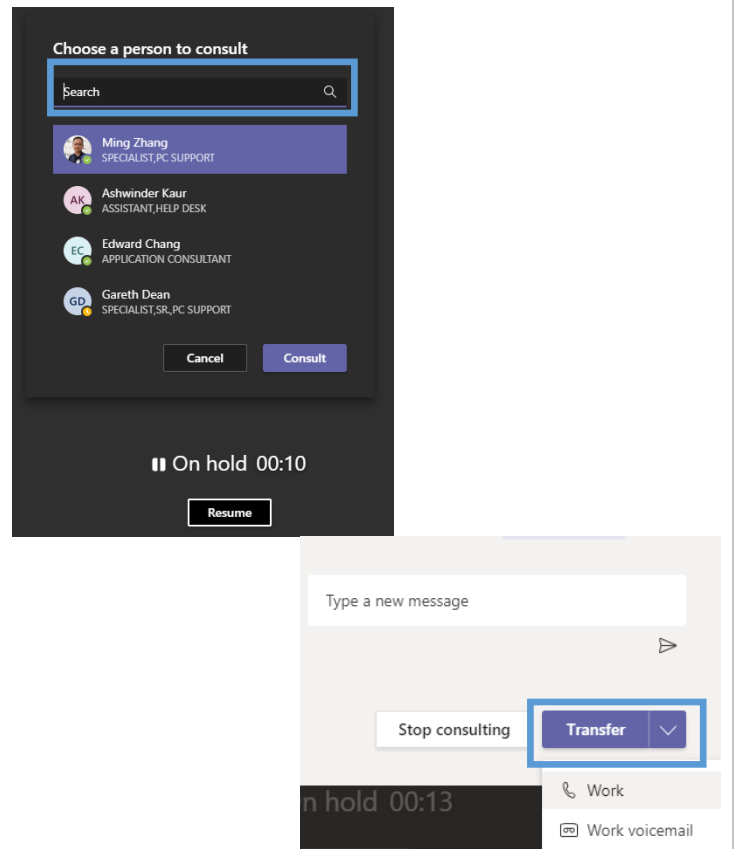 Choose a person to consult
Search
Ming Zhang
SPECIALIST,PC SUPPORT
AK
Ashwinder Kaur
ASSISTANT,HELP DESK
EC
Edward Chang
APPLICATION CONSULTANT
GD
Gareth Dean
SPECIALIST,SR.,PC SUPPORT
Cancel Consult
On hold 00:10
Resume
Type a new message
Stop consulting Transfer
n hold 00:13
Work
Work voicemail